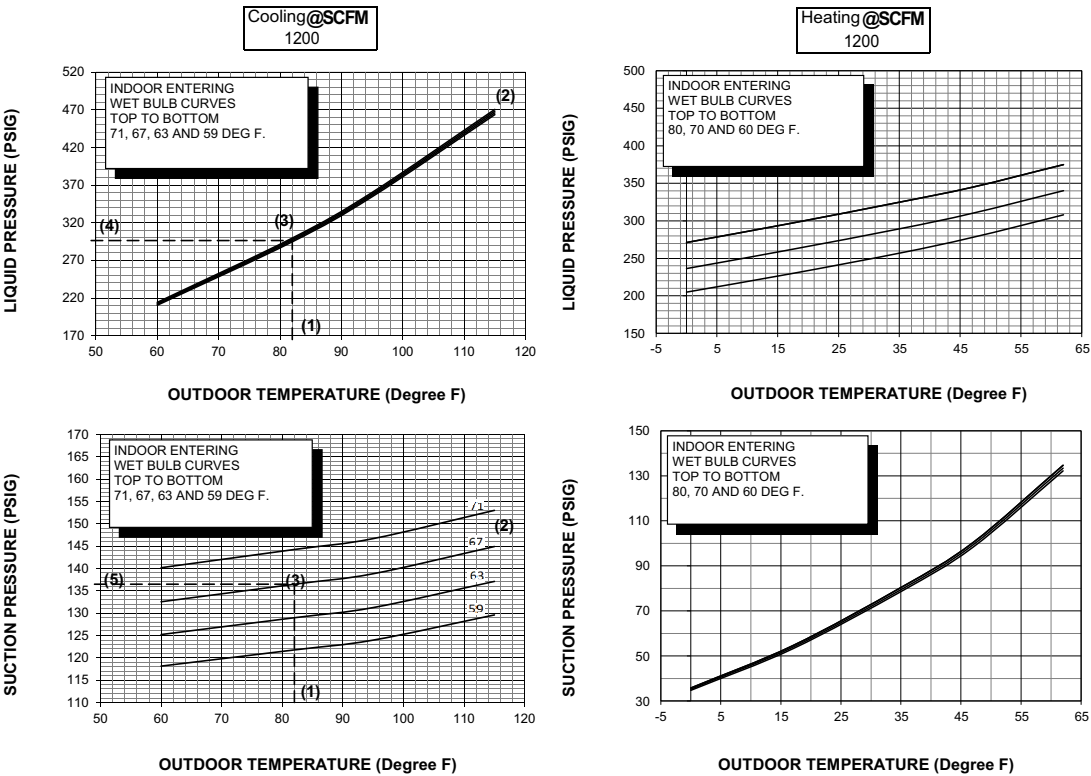 Cooling@SCFM
1200
520
470
420
370
320
270
220
170
LIQUID PRESSURE (PSIG)
INDOOR ENTERING
WET BULB CURVES
TOP TO BOTTOM
71, 67, 63 AND 59 DEG F.
(2)
(3)
(4)
(1)
50 60 70 80 90 100 110 120
OUTDOOR TEMPERATURE (Degree F)
Heating @SCFM
1200
500
450
400
350
300
250
200
150
LIQUID PRESSURE (PSIG)
INDOOR ENTERING
WET BULB CURVES
TOP TO BOTTOM
80, 70 AND 60 DEG F.
-5 5 15 25 35 45 55 65
OUTDOOR TEMPERATURE (Degree F)
170
165
160
155
150
145
140
135
130
125
120
115
110
SUCTION PRESSURE (PSIG)
INDOOR ENTERING
WET BULB CURVES
TOP TO BOTTOM
71, 67, 63 AND 59 DEG F.
71
(2)
67
63
59
(5)
(3)
(1)
50 60 70 80 90 100 110 120
OUTDOOR TEMPERATURE (Degree F)
150
130
110
90
70
50
30
SUCTION PRESSURE (PSIG)
INDOOR ENTERING
WET BULB CURVES
TOP TO BOTTOM
80, 70 AND 60 DEG F.
-5 5 15 25 35 45 55 65
OUTDOOR TEMPERATURE (Degree F)